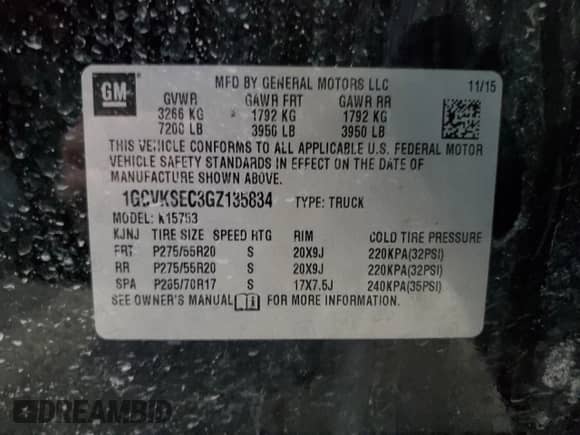 GM
MFD BY GENERAL MOTORS LLC 11/15
GVWR GAWR FRT GAWR RR
3266 KG 1792 KG 1792 KG
7200 LB 3950 LB 3950 LB
THIS VEHICLE CONFORMS TO ALL APPLICABLE U.S. FEDERAL MOTOR
VEHICLE SAFETY STANDARDS IN EFFECT ON THE DATE OF
MANUFACTURE SHOWN ABOVE.
1GCVKSEC3GZ135834 TYPE: TRUCK
MODEL: K15753
KJNJ TIRE SIZE SPEED RTG RIM COLD TIRE PRESSURE
FRT P275/55R20 S 20X9J 220KPA(32PSI)
RR P275/55R20 S 20X9J 220KPA(32PSI)
SPA P265/70R17 S 17X7.5J 240KPA(35PSI)
SEE OWNER'S MANUAL FOR MORE INFORMATION.
DREAMBID